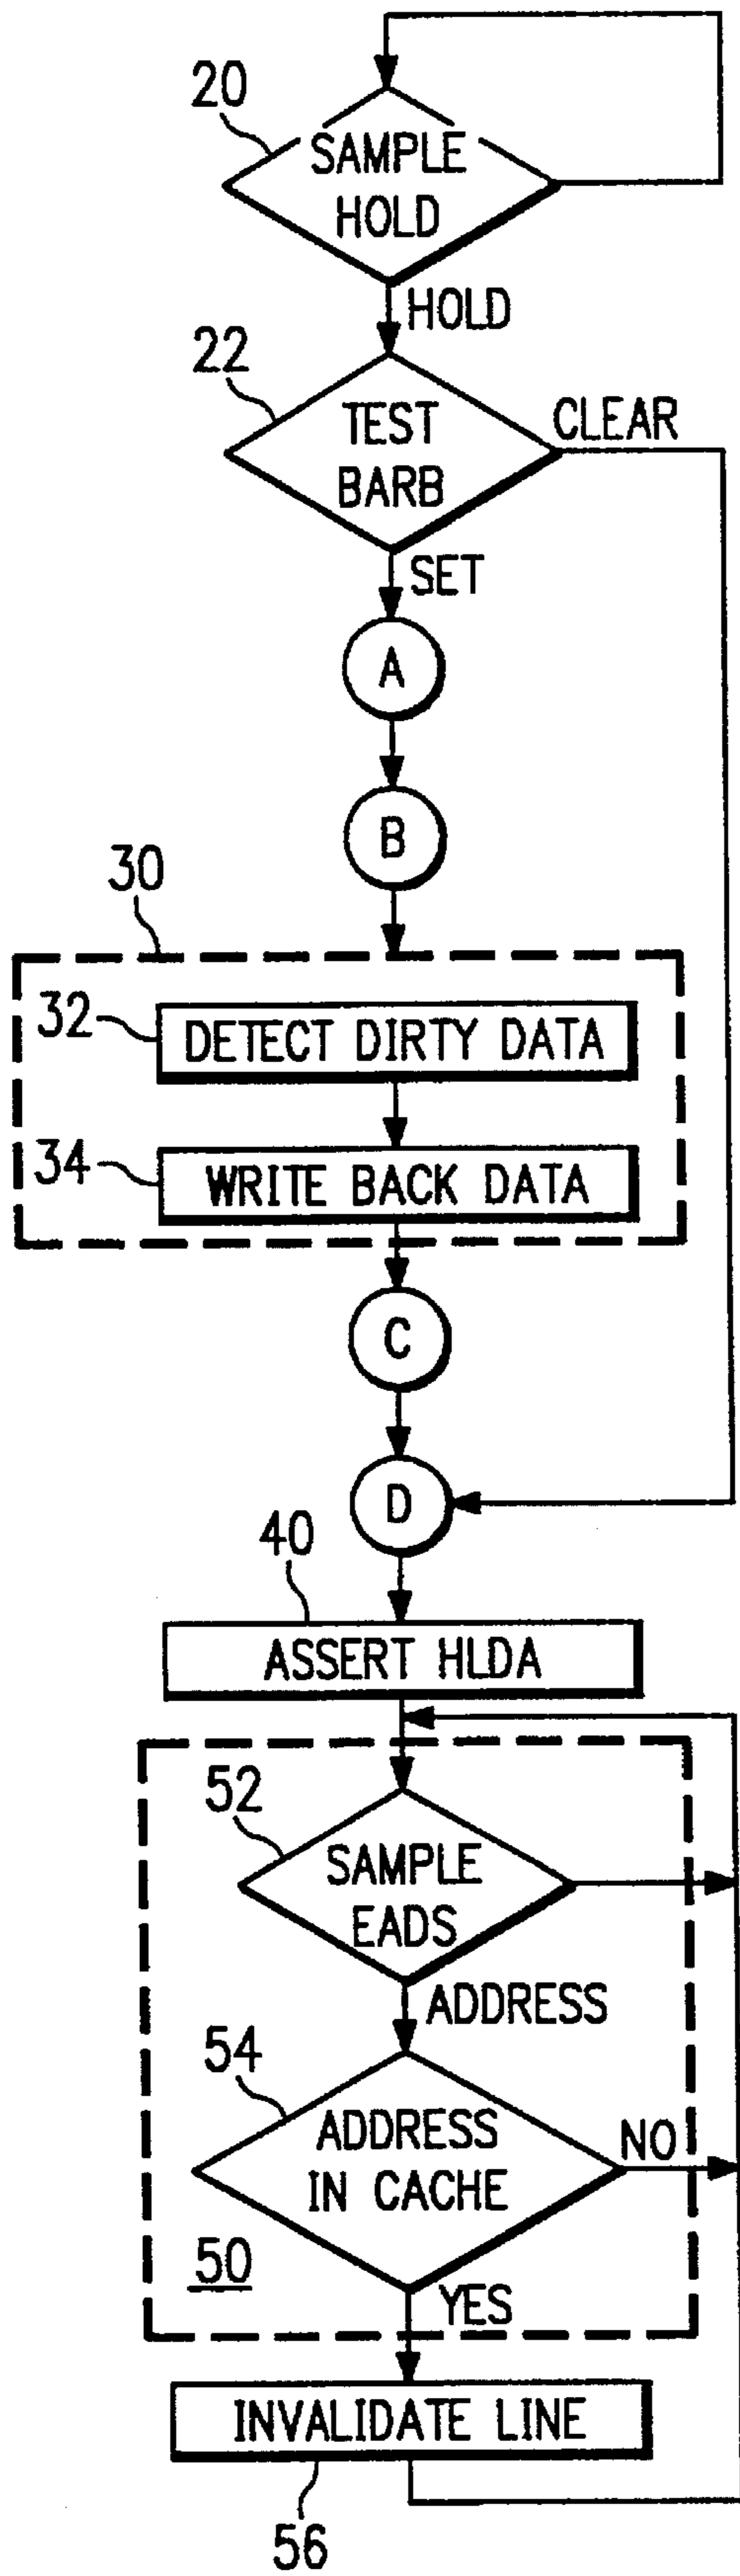 20
SAMPLE
HOLD
HOLD
22
TEST
BARB
CLEAR
SET
A
B
30
32
DETECT DIRTY DATA
34
WRITE BACK DATA
C
D
40
ASSERT HLDA
52
SAMPLE
EADS
ADDRESS
54
ADDRESS
IN CACHE
NO
50
YES
INVALIDATE LINE
56